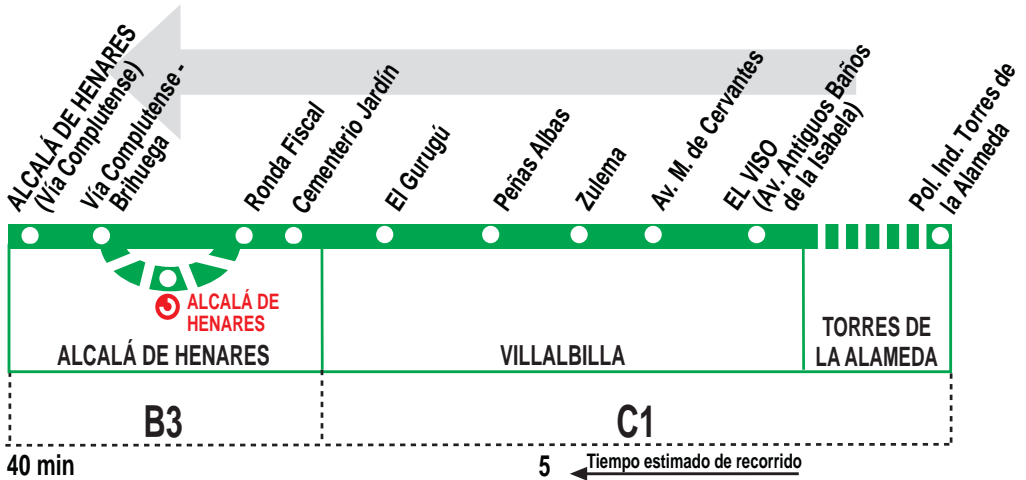 ALCALÁ DE HENARES
(Vía Complutense)
Vía Complutense -
Brihuega
Ronda Fiscal
Cementerio Jardín
El Gurugú
Peñas Albas
Zulema
Av. M. de Cervantes
EL VISO
(Av. Antiguos Baños
de la Isabela)
Pol. Ind. Torres de
la Alameda
ALCALÁ DE
HENARES
ALCALÁ DE HENARES
VILLALBILLA
TORRES DE
LA ALAMEDA
B3
C1
40 min
5
Tiempo estimado de recorrido